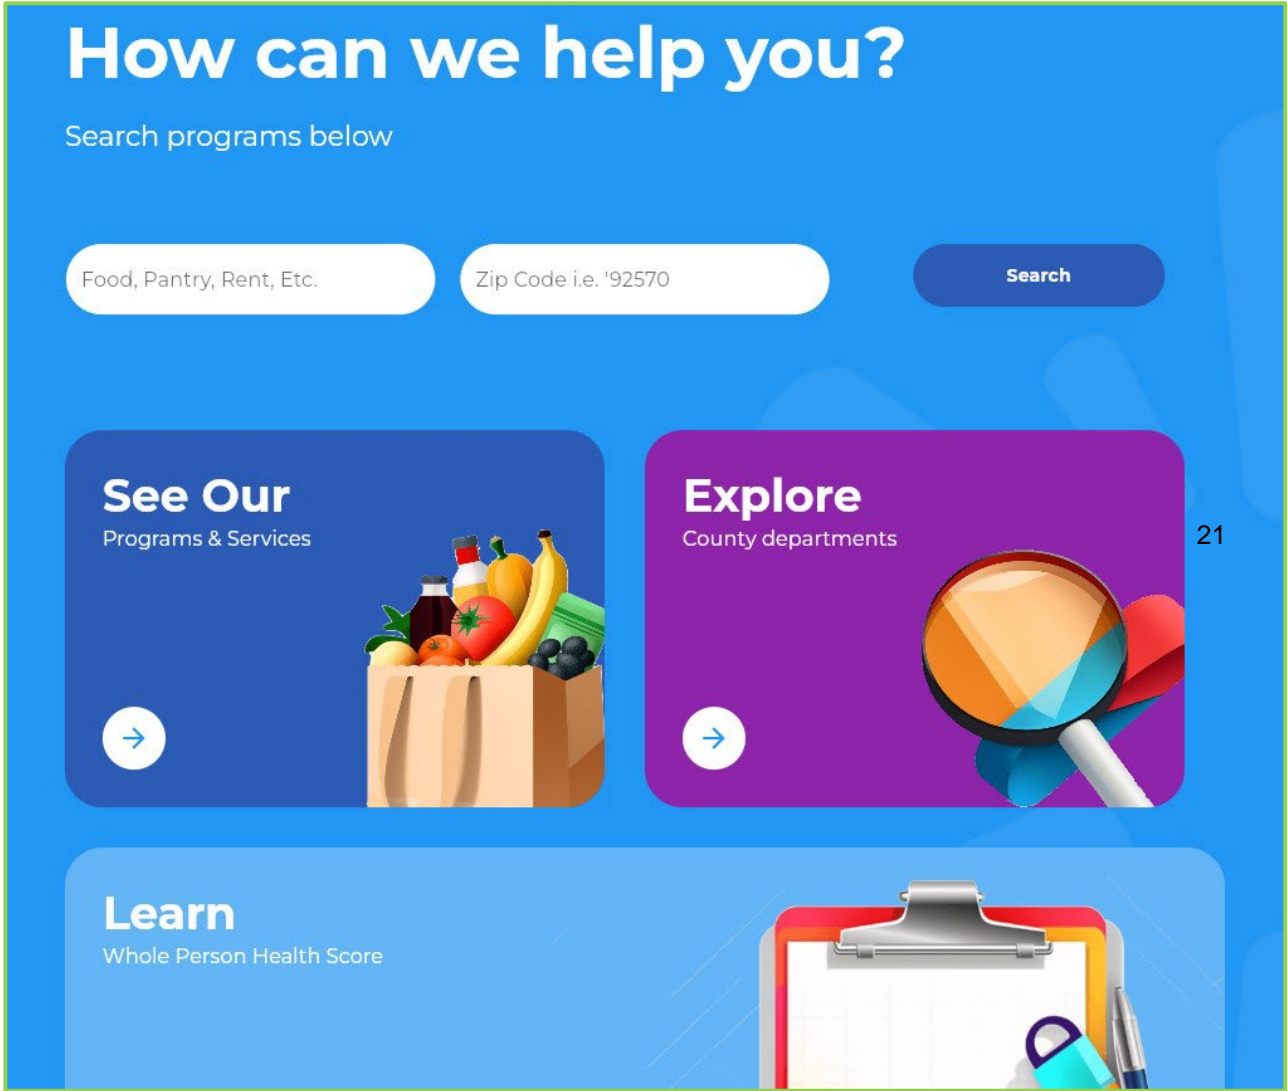 How can we help you?
Search programs below
Food, Pantry, Rent, Etc.
Zip Code i.e. '92570
Search
See Our
Programs & Services
Explore
County departments
21
Learn
Whole Person Health Score